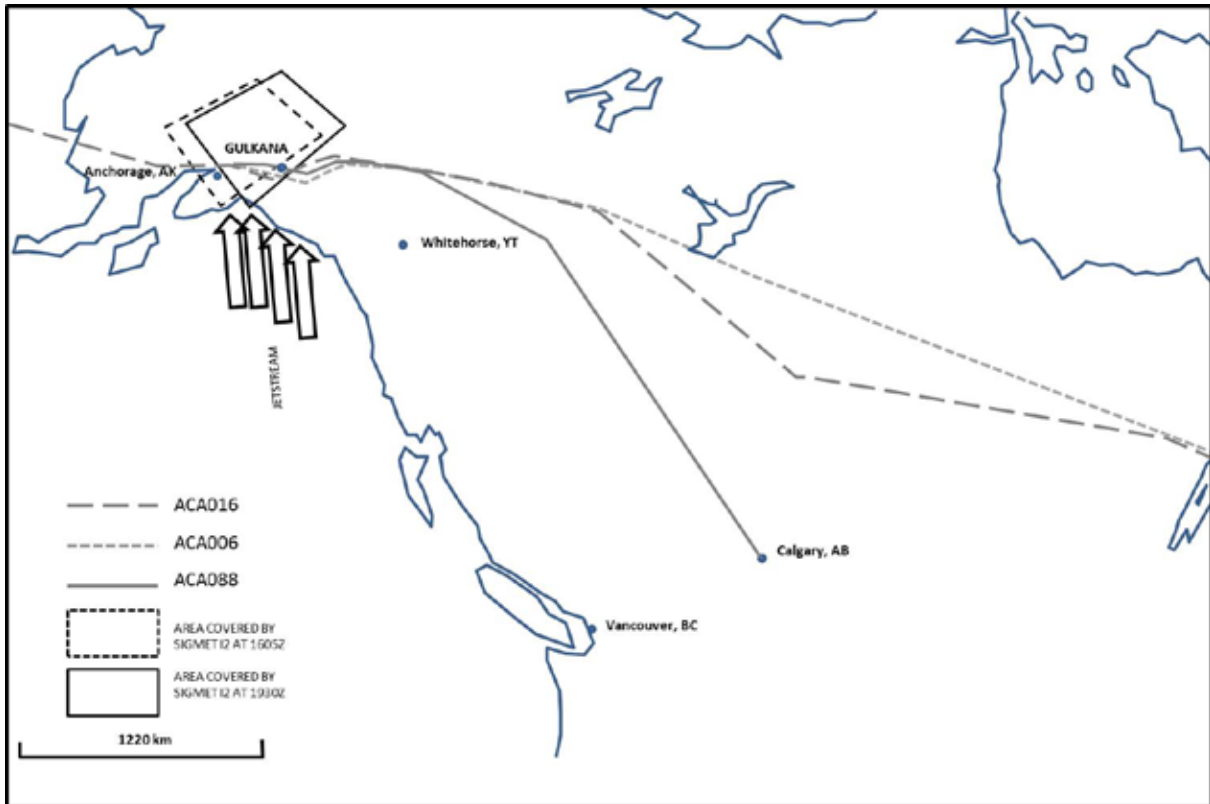 GULKANA
Anchorage, AK
Whitehorse, YT
JETSTREAM
ACA016
ACA006
ACA088
Calgary, AB
AREA COVERED BY
SIGMET I2 AT 1605Z
Vancouver, BC
AREA COVERED BY
SIGMET I2 AT 1930Z
1220 km